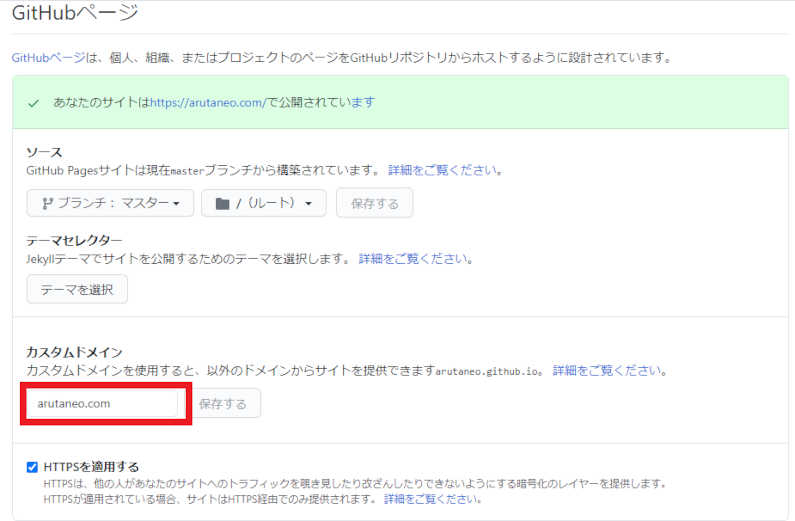 GitHubページ
GitHubページは、個人、組織、またはプロジェクトのページをGitHubリポジトリからホストするように設計されています。
あなたのサイトはhttps://arutaneo.com/で公開されています
ソース
GitHub Pagesサイトは現在masterブランチから構築されています。 詳細をご覧ください。
ブランチ： マスター
/（ルート）
保存する
テーマセレクター
Jekyllテーマでサイトを公開するためのテーマを選択します。 詳細をご覧ください。
テーマを選択
カスタムドメイン
カスタムドメインを使用すると、以外のドメインからサイトを提供できますarutaneo.github.io。 詳細をご覧ください。
arutaneo.com
保存する
HTTPSを適用する
HTTPSは、他の人があなたのサイトへのトラフィックを覗き見したり改ざんしたりできないようにする暗号化のレイヤーを提供します。
HTTPSが適用されている場合、サイトはHTTPS経由でのみ提供されます。 詳細をご覧ください。